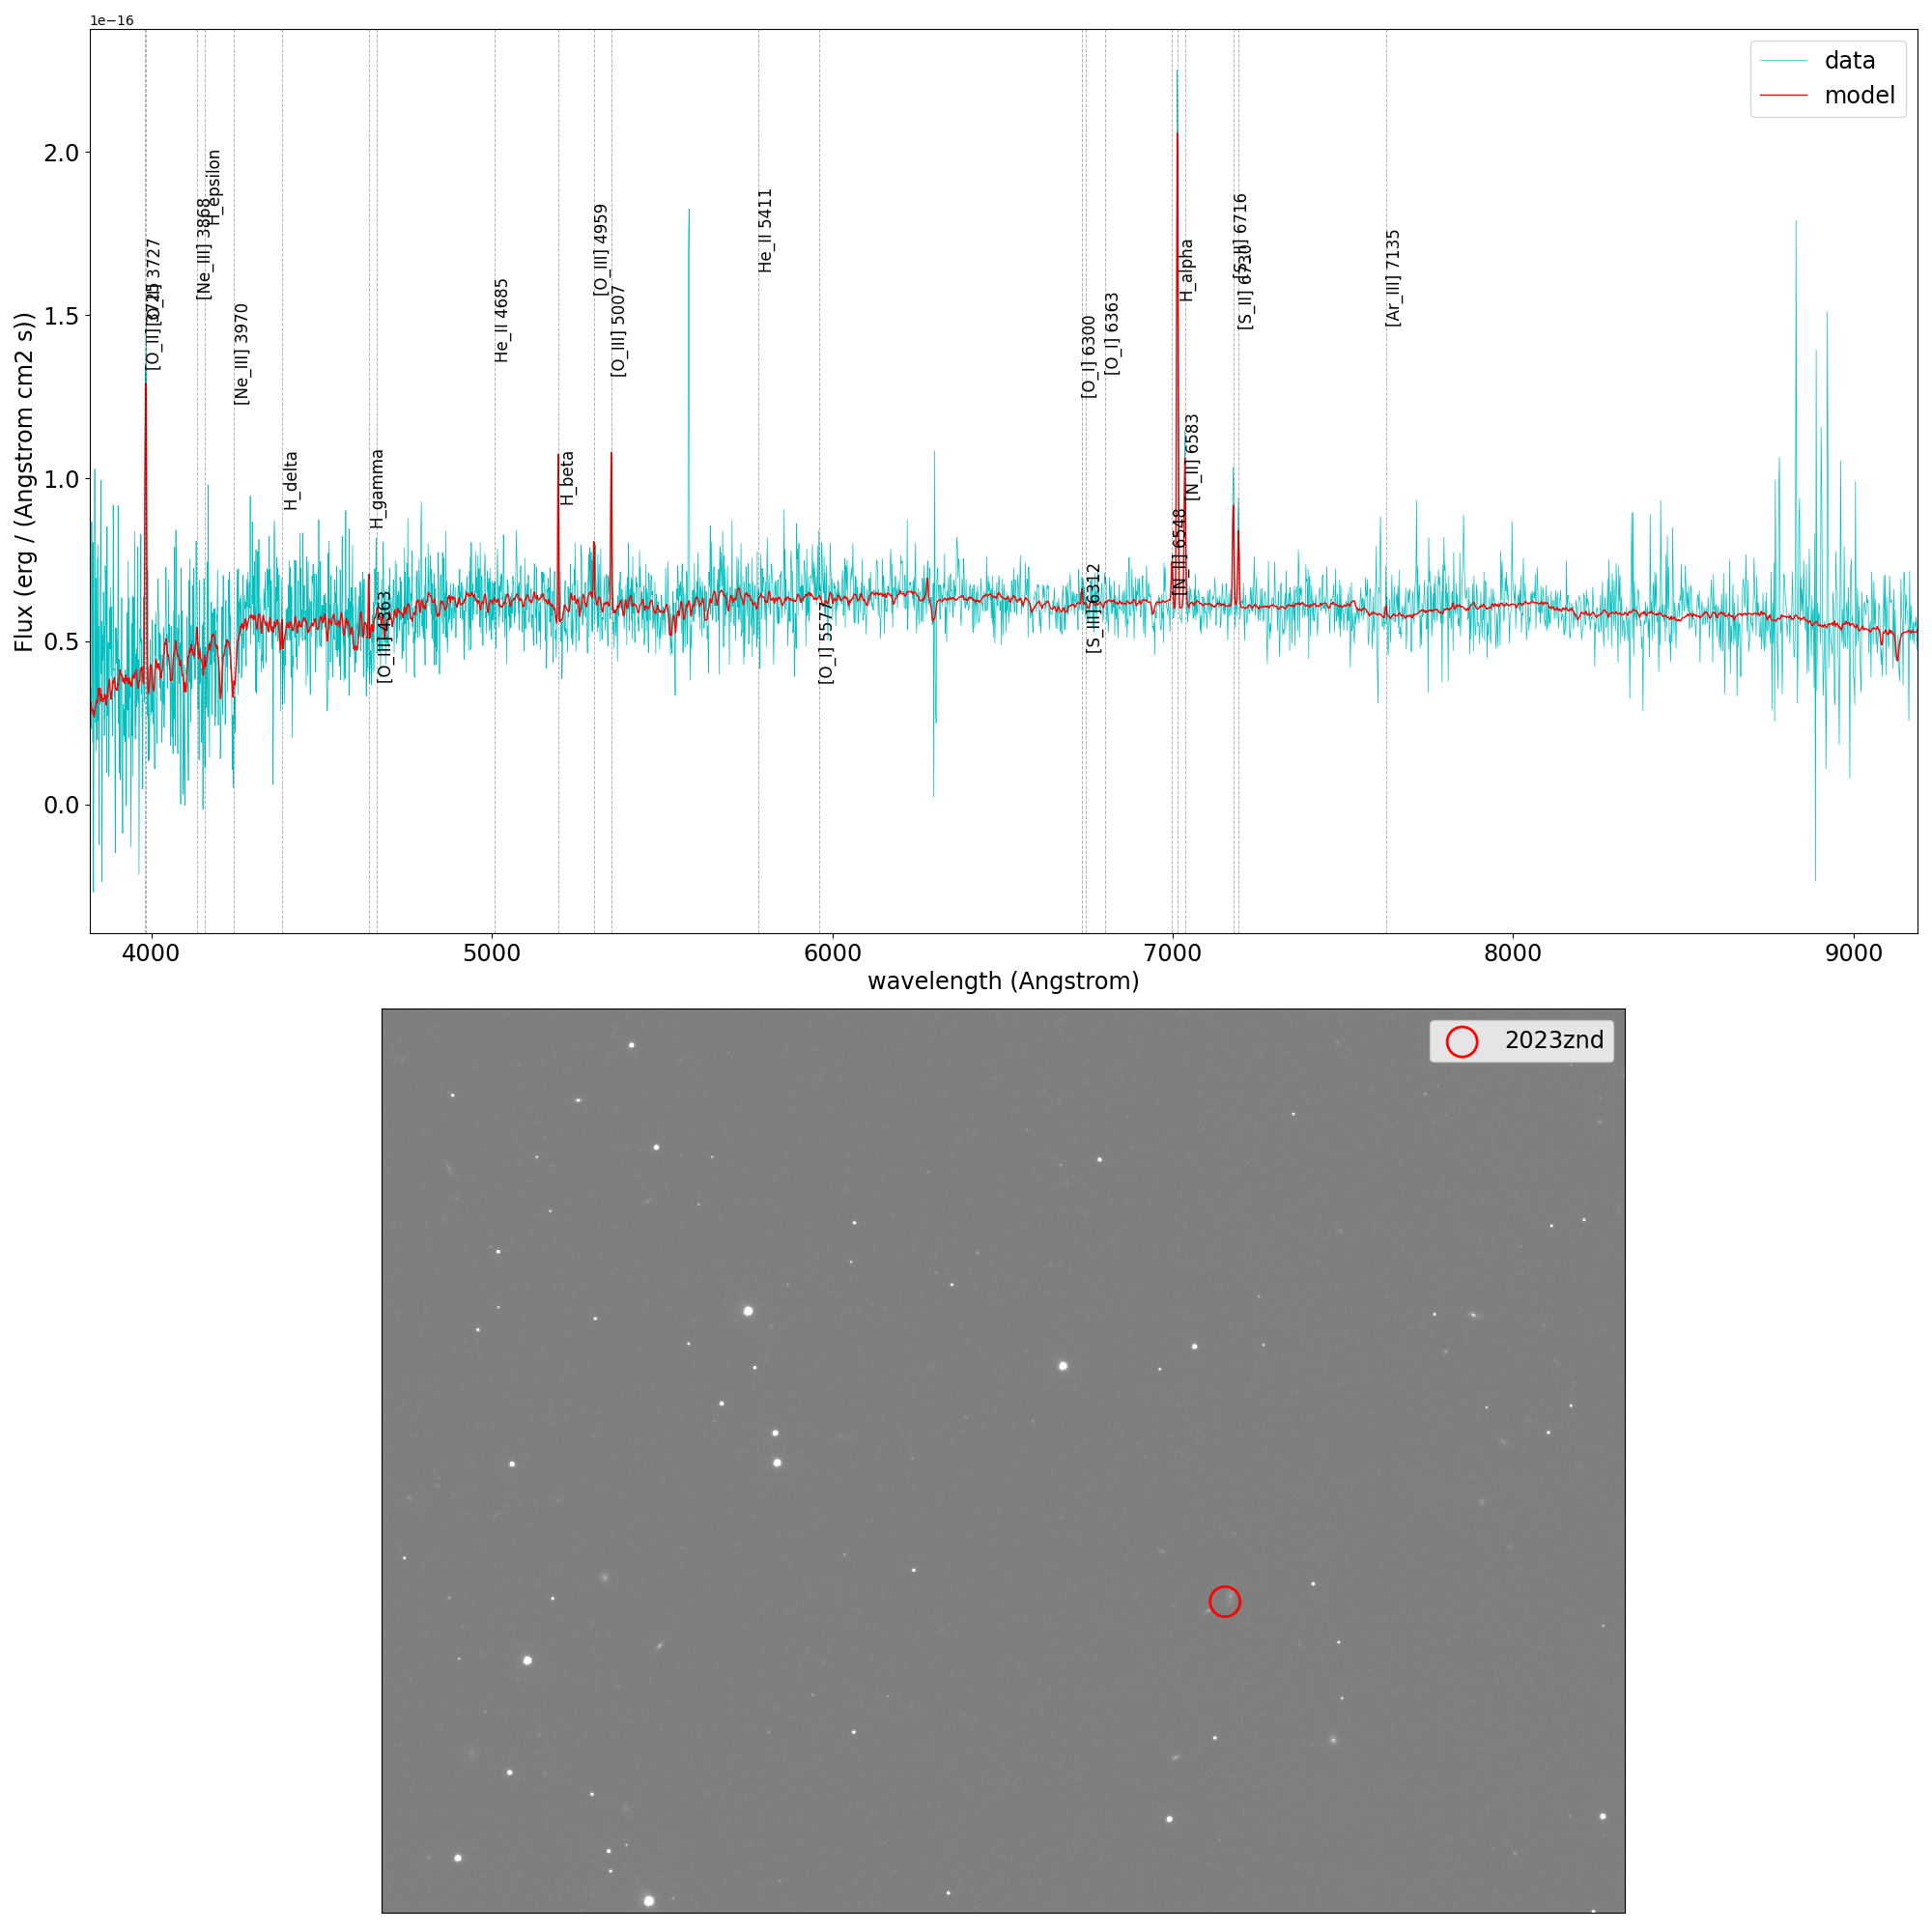 1e−16
data
model
Flux (erg / (Angstrom cm2 s))
2.0
1.5
1.0
0.5
0.0
[O_II] 3725
[O_II] 3727
[Ne_III] 3868
H_epsilon
[Ne_III] 3970
H_delta
H_gamma
[O_III] 4363
He_II 4685
H_beta
[O_III] 4959
[O_III] 5007
He_II 5411
[O_I] 5577
[O_I] 6300
[S_III] 6312
[O_I] 6363
[N_II] 6548
H_alpha
[N_II] 6583
[S_II] 6716
[S_II] 6730
[Ar_III] 7135
4000 5000 6000 7000 8000 9000
wavelength (Angstrom)
2023znd